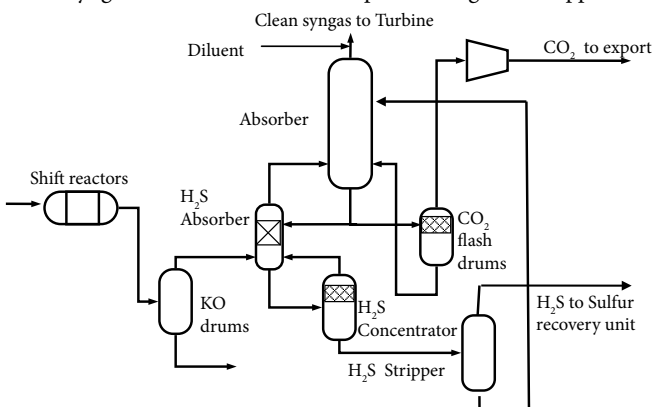 Clean syngas to Turbine
Diluent
CO₂ to export
Absorber
Shift reactors
H₂S
Absorber
CO₂
flash
drums
KO
drums
H₂S
Concentrator
H₂S to Sulfur
recovery unit
H₂S Stripper